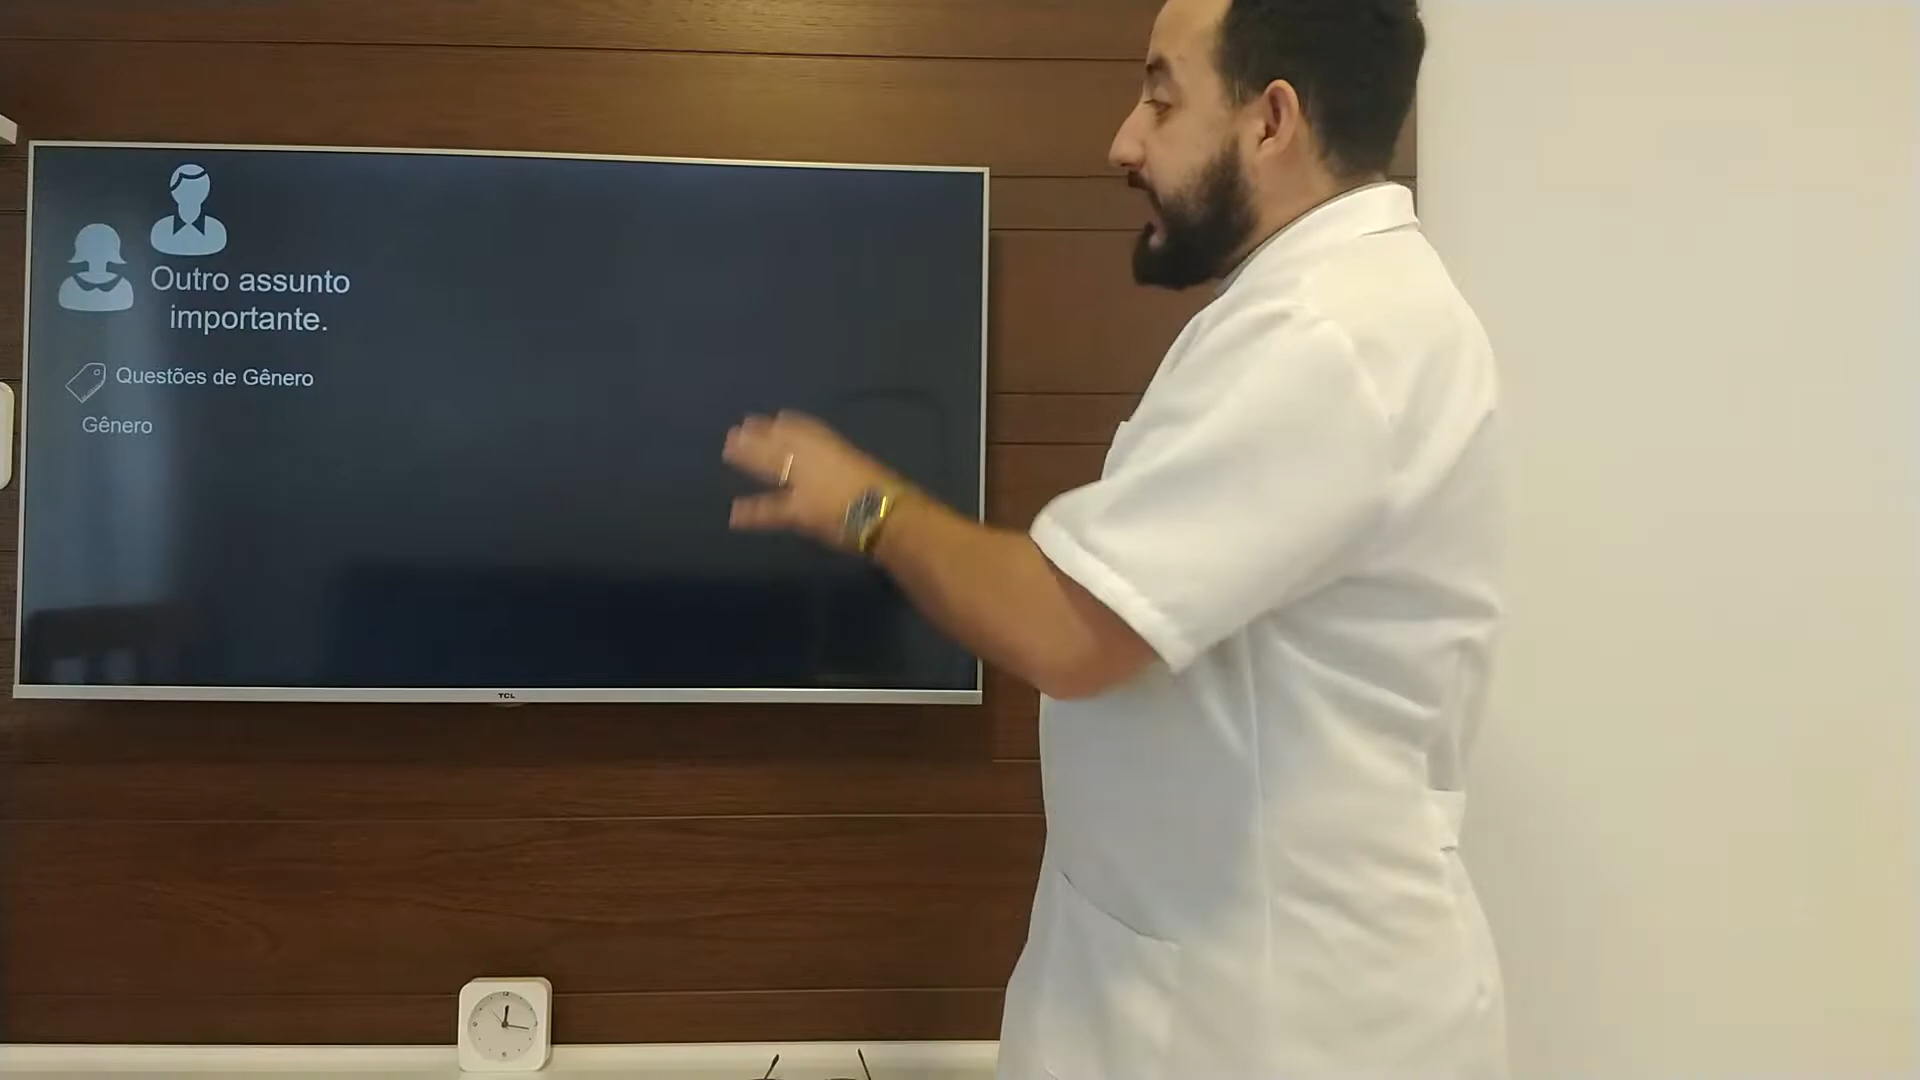 Outro assunto
importante.
Questões de Gênero
Gênero
TCL